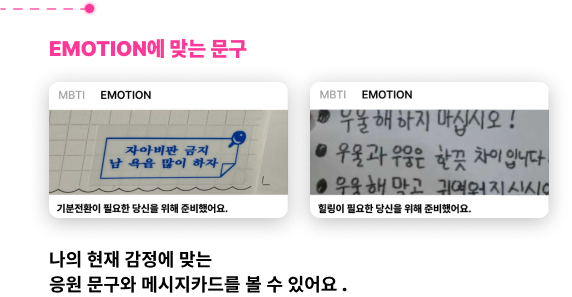 EMOTION에 맞는 문구
MBTI EMOTION
자아비판 금지
남 욕을 많이 하자
기분전환이 필요한 당신을 위해 준비했어요.
MBTI EMOTION
우울해하지 마십시오!
우울과 우웅은 한끗 차이입니다
우울해 말고 귀여워지십시오
힐링이 필요한 당신을 위해 준비했어요.
나의 현재 감정에 맞는
응원 문구와 메시지카드를 볼 수 있어요 .